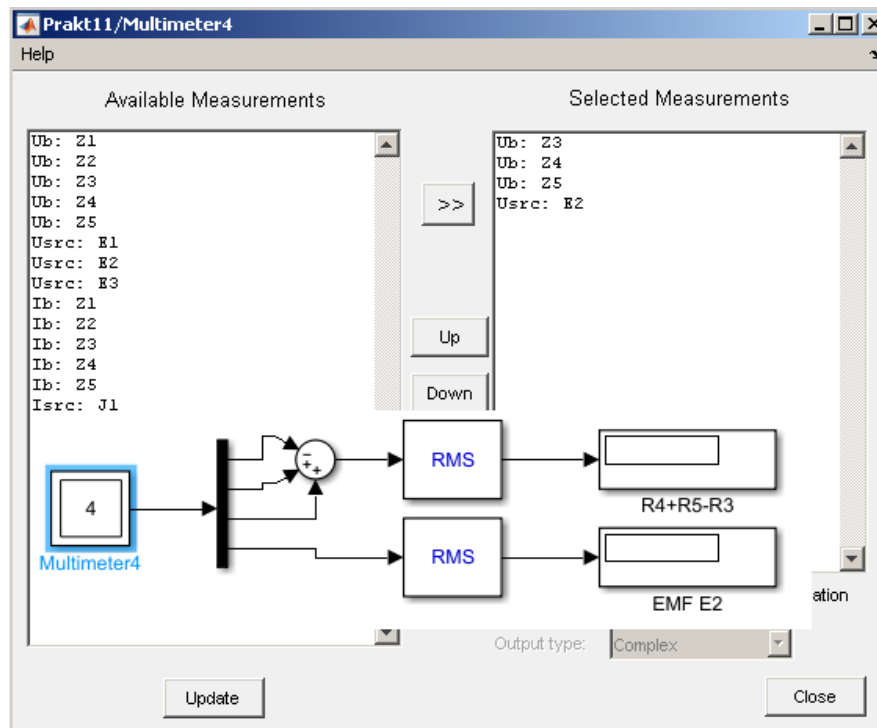 Prakt11/Multimeter4
Help
Available Measurements
Selected Measurements
Ub: Z1
Ub: Z2
Ub: Z3
Ub: Z4
Ub: Z5
Usrc: E1
Usrc: E2
Usrc: E3
Ib: Z1
Ib: Z2
Ib: Z3
Ib: Z4
Ib: Z5
Isrc: J1
>>
Up
Down
Ub: Z3
Ub: Z4
Ub: Z5
Usrc: E2
4
Multimeter4
−
+
+
RMS
R4+R5-R3
RMS
EMF E2
ation
Output type:
Complex
Update
Close